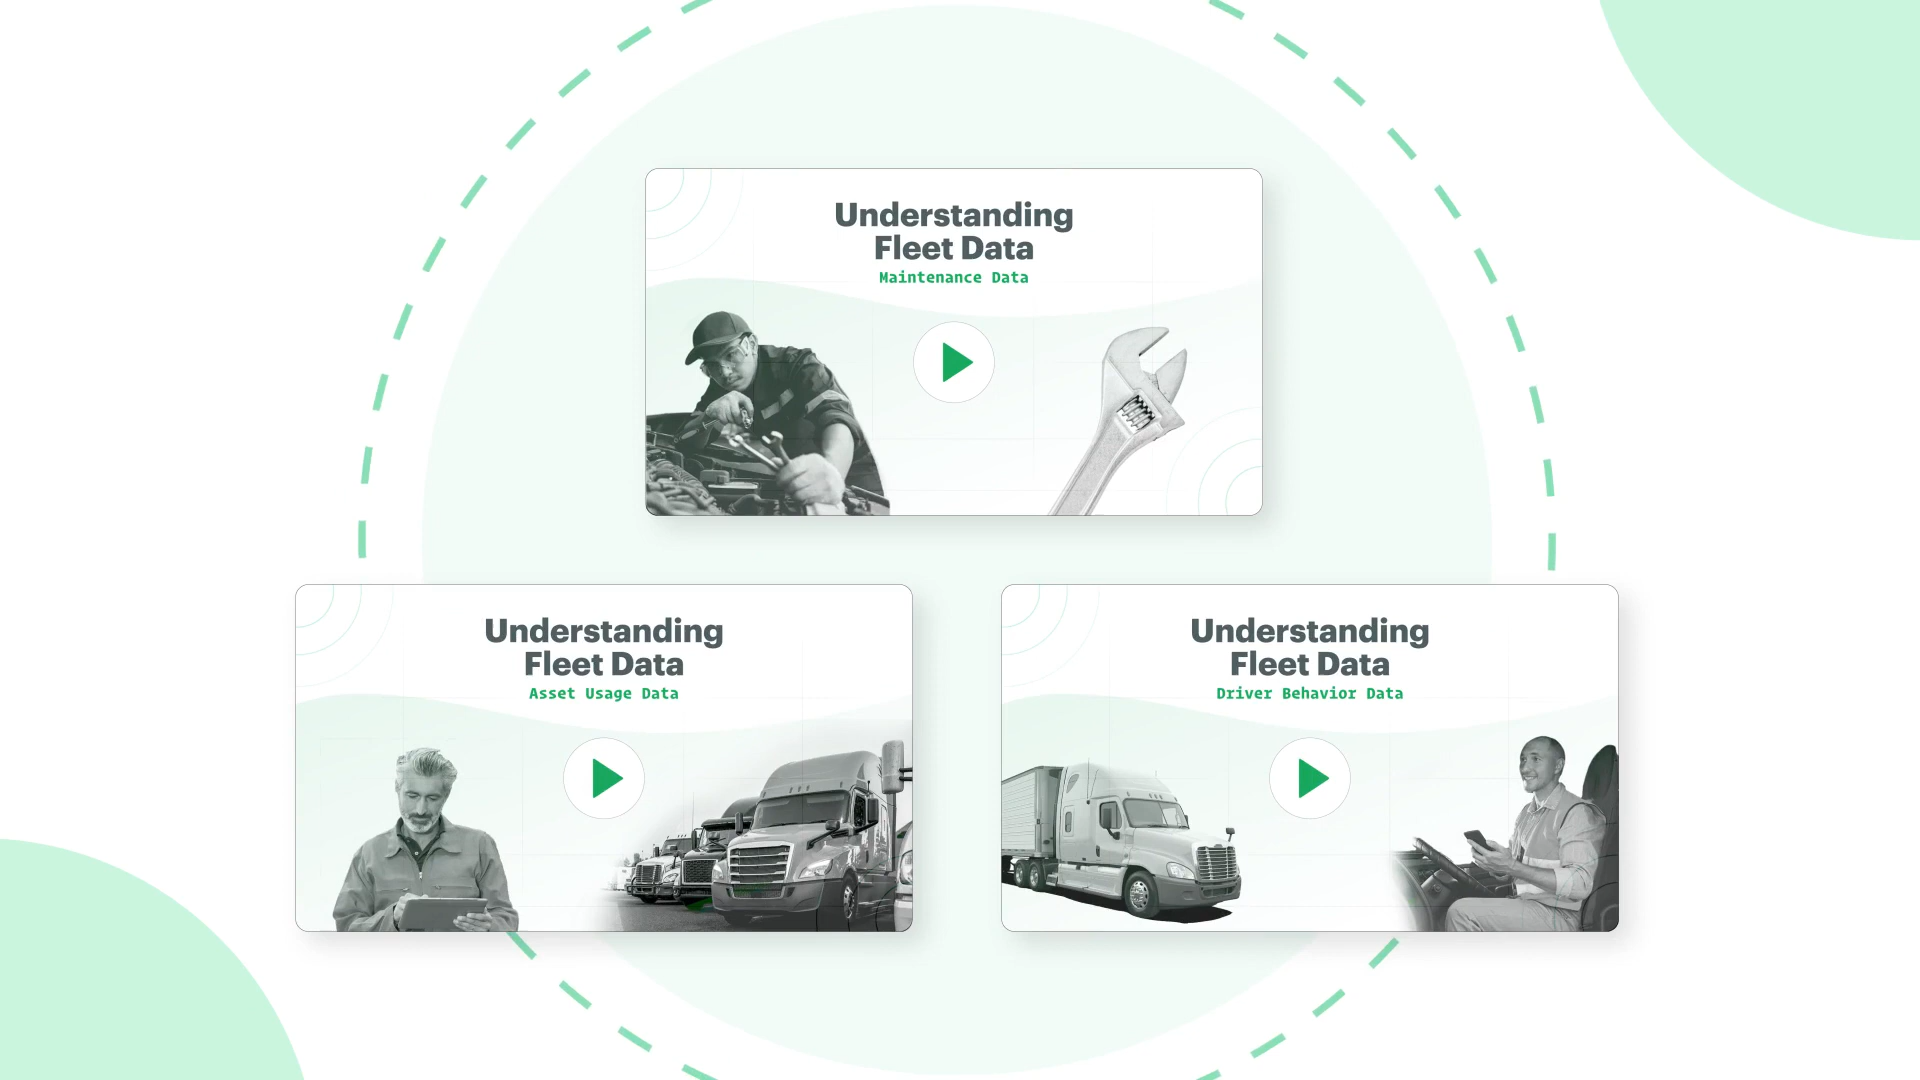 Understanding
Fleet Data
Maintenance Data
Understanding
Fleet Data
Asset Usage Data
Understanding
Fleet Data
Driver Behavior Data